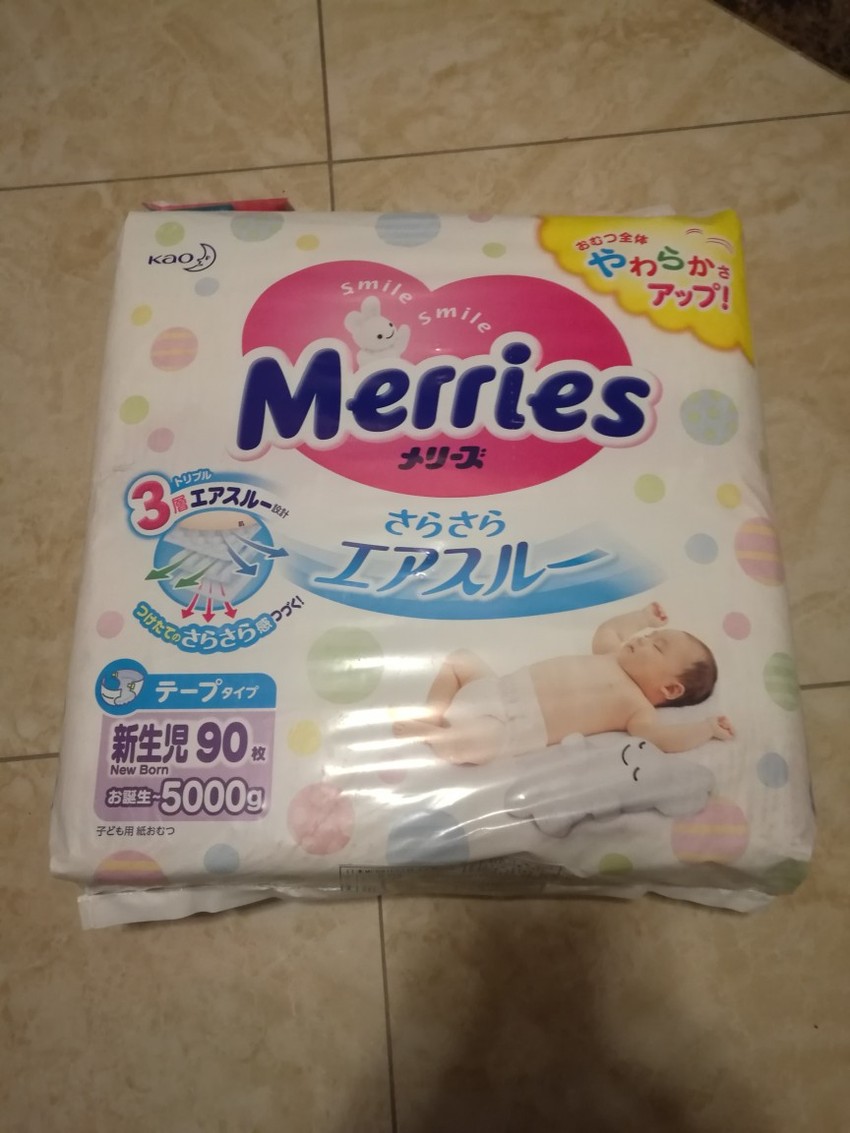 Kao
おむつ全体
やわらかさ
アップ!
smile smile
Merries
メリーズ
トリプル
3層エアスルー設計
肌
つけたてのさらさら感つづく!
さらさら
エアスルー
テープタイプ
新生児 90枚
New Born
お誕生~5000g
子ども用 紙おむつ